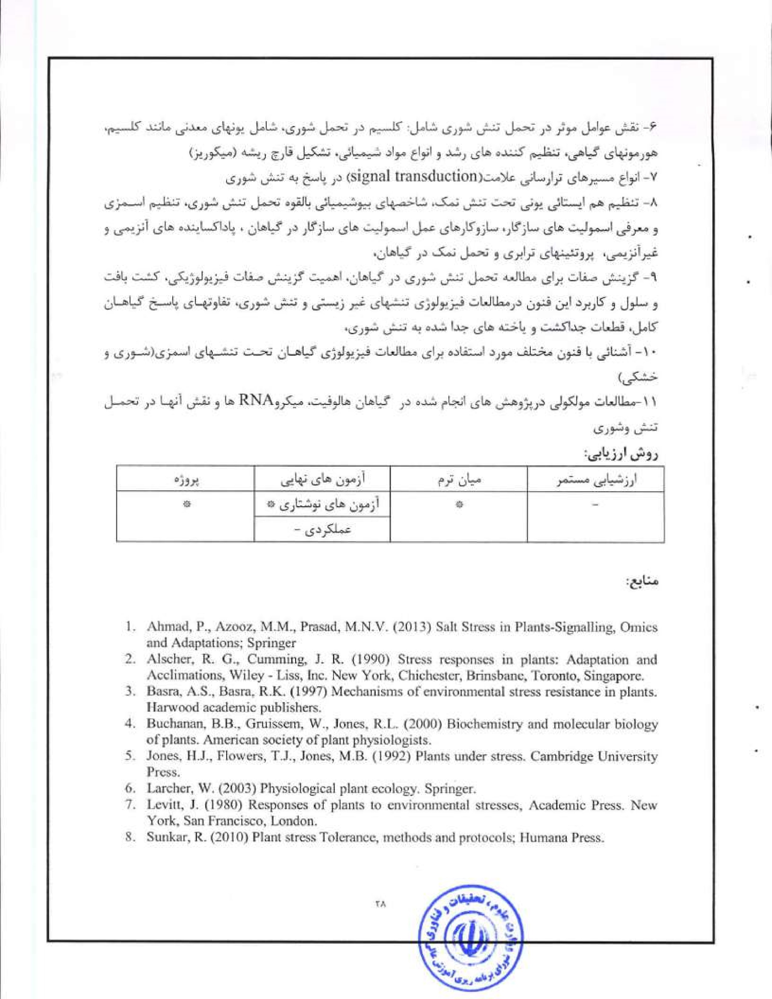 ۶- نقش عوامل موثر در تحمل تنش شوری شامل: کلسیم در تحمل شوری، شامل یونهای معدنی مانند کلسیم،
هورمونهای گیاهی، تنظیم کننده های رشد و انواع مواد شیمیائی، تشکیل قارچ ریشه (میکوریز)
۷- انواع مسیرهای ترارسانی علامت(signal transduction) در پاسخ به تنش شوری
۸- تنظیم هم ایستائی یونی تحت تنش نمک، شاخصهای بیوشیمیائی بالقوه تحمل تنش شوری، تنظیم اسمزی
و معرفی اسمولیت های سازگار، سازوکارهای عمل اسمولیت های سازگار در گیاهان ، پاداکساینده های آنزیمی و
غیرآنزیمی، پروتئینهای ترابری و تحمل نمک در گیاهان،
۹- گزینش صفات برای مطالعه تحمل تنش شوری در گیاهان، اهمیت گزینش صفات فیزیولوژیکی، کشت بافت
و سلول و کاربرد این فنون درمطالعات فیزیولوژی تنشهای غیر زیستی و تنش شوری، تفاوتهای پاسخ گیاهان
کامل، قطعات جداکشت و یاخته های جدا شده به تنش شوری،
۱۰- آشنائی با فنون مختلف مورد استفاده برای مطالعات فیزیولوژی گیاهان تحت تنشهای اسمزی(شوری و
خشکی)
۱۱-مطالعات مولکولی درپژوهش های انجام شده در گیاهان هالوفیت، میکروRNA ها و نقش آنها در تحمل
تنش وشوری
روش ارزیابی:
ارزشیابی مستمر میان ترم آزمون های نهایی پروژه
- * آزمون های نوشتاری * *
عملکردی -
منابع:
1. Ahmad, P., Azooz, M.M., Prasad, M.N.V. (2013) Salt Stress in Plants-Signalling, Omics
and Adaptations; Springer
2. Alscher, R. G., Cumming, J. R. (1990) Stress responses in plants: Adaptation and
Acclimations, Wiley - Liss, Inc. New York, Chichester, Brinsbane, Toronto, Singapore.
3. Basra, A.S., Basra, R.K. (1997) Mechanisms of environmental stress resistance in plants.
Harwood academic publishers.
4. Buchanan, B.B., Gruissem, W., Jones, R.L. (2000) Biochemistry and molecular biology
of plants. American society of plant physiologists.
5. Jones, H.J., Flowers, T.J., Jones, M.B. (1992) Plants under stress. Cambridge University
Press.
6. Larcher, W. (2003) Physiological plant ecology. Springer.
7. Levitt, J. (1980) Responses of plants to environmental stresses, Academic Press. New
York, San Francisco, London.
8. Sunkar, R. (2010) Plant stress Tolerance, methods and protocols; Humana Press.
۲۸
وزارت علوم، تحقیقات و فناوری
شورای برنامه ریزی آموزش عالی